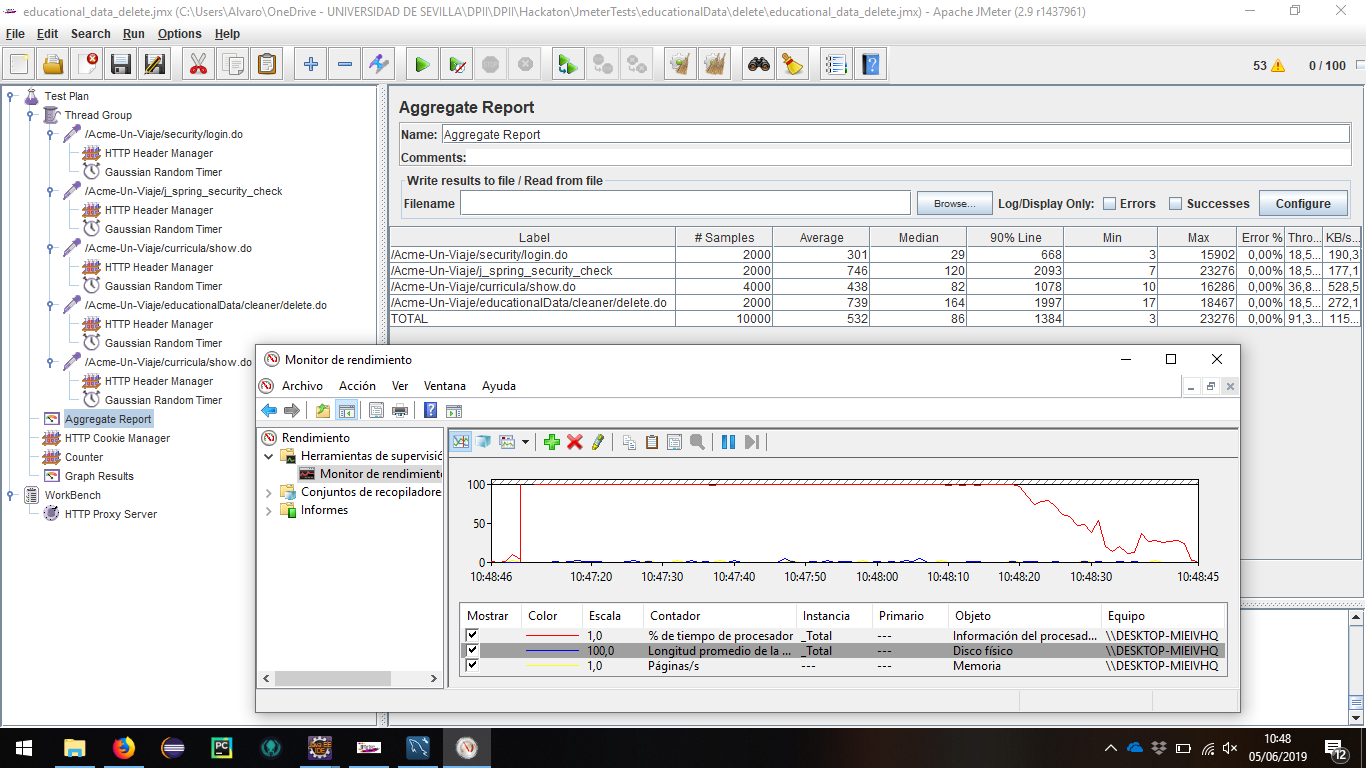 educational_data_delete.jmx (C:\Users\Alvaro\OneDrive - UNIVERSIDAD DE SEVILLA\DPII\DPII\Hackaton\JmeterTests\educationalData\delete\educational_data_delete.jmx) - Apache JMeter (2.9 r1437961)
File Edit Search Run Options Help
53 0 / 100
Test Plan
Thread Group
/Acme-Un-Viaje/security/login.do
HTTP Header Manager
Gaussian Random Timer
/Acme-Un-Viaje/j_spring_security_check
HTTP Header Manager
Gaussian Random Timer
/Acme-Un-Viaje/curricula/show.do
HTTP Header Manager
Gaussian Random Timer
/Acme-Un-Viaje/educationalData/cleaner/delete.do
HTTP Header Manager
Gaussian Random Timer
/Acme-Un-Viaje/curricula/show.do
HTTP Header Manager
Gaussian Random Timer
Aggregate Report
HTTP Cookie Manager
Counter
Graph Results
WorkBench
HTTP Proxy Server
Aggregate Report
Name: Aggregate Report
Comments:
Write results to file / Read from file
Filename Browse... Log/Display Only: Errors Successes Configure
Label # Samples Average Median 90% Line Min Max Error % Thro... KB/s...
/Acme-Un-Viaje/security/login.do 2000 301 29 668 3 15902 0,00% 18,5... 190,3
/Acme-Un-Viaje/j_spring_security_check 2000 746 120 2093 7 23276 0,00% 18,5... 177,1
/Acme-Un-Viaje/curricula/show.do 4000 438 82 1078 10 16286 0,00% 36,8... 528,5
/Acme-Un-Viaje/educationalData/cleaner/delete.do 2000 739 164 1997 17 18467 0,00% 18,5... 272,1
TOTAL 10000 532 86 1384 3 23276 0,00% 91,3... 115...
Monitor de rendimiento
Archivo Acción Ver Ventana Ayuda
Rendimiento
Herramientas de supervisió
Monitor de rendimiento
Conjuntos de recopiladore
Informes
100
50
0
10:48:46 10:47:20 10:47:30 10:47:40 10:47:50 10:48:00 10:48:10 10:48:20 10:48:30 10:48:45
Mostrar Color Escala Contador Instancia Primario Objeto Equipo
1,0 % de tiempo de procesador _Total --- Información del procesad... \\DESKTOP-MIEIVHQ
100,0 Longitud promedio de la ... _Total --- Disco físico \\DESKTOP-MIEIVHQ
1,0 Páginas/s --- --- Memoria \\DESKTOP-MIEIVHQ
PC
10:48
05/06/2019
12